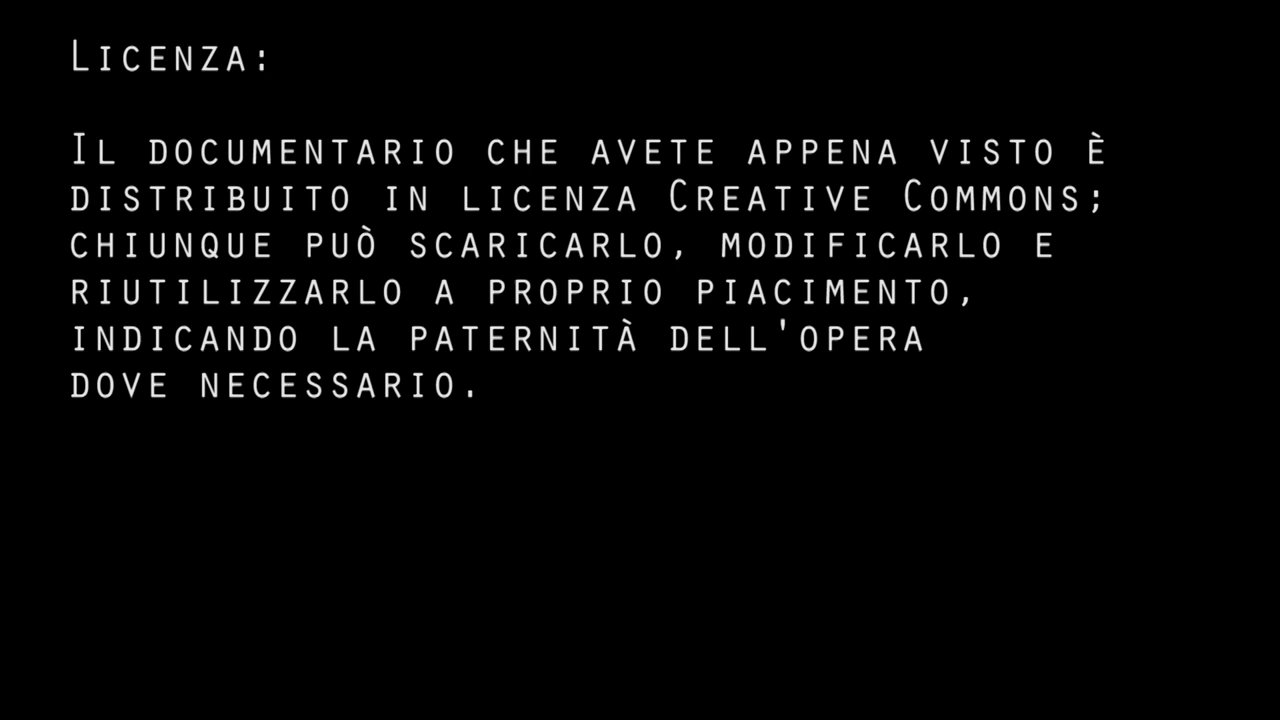 Licenza:
Il documentario che avete appena visto è
distribuito in licenza Creative Commons;
chiunque può scaricarlo, modificarlo e
riutilizzarlo a proprio piacimento,
indicando la paternità dell'opera
dove necessario.